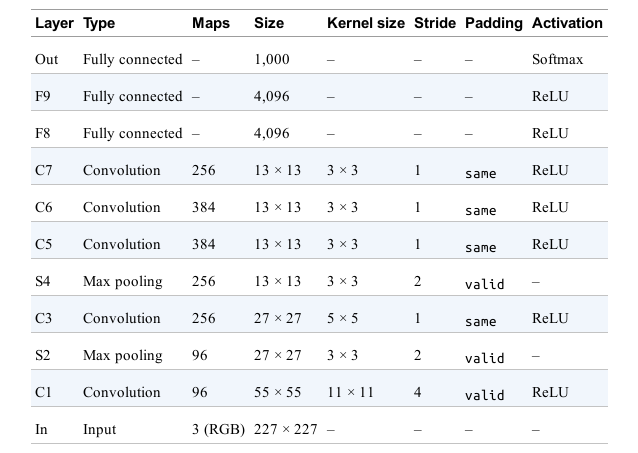 Layer Type Maps Size Kernel size Stride Padding Activation
Out Fully connected – 1,000 – – – Softmax
F9 Fully connected – 4,096 – – – ReLU
F8 Fully connected – 4,096 – – – ReLU
C7 Convolution 256 13 × 13 3 × 3 1 same ReLU
C6 Convolution 384 13 × 13 3 × 3 1 same ReLU
C5 Convolution 384 13 × 13 3 × 3 1 same ReLU
S4 Max pooling 256 13 × 13 3 × 3 2 valid –
C3 Convolution 256 27 × 27 5 × 5 1 same ReLU
S2 Max pooling 96 27 × 27 3 × 3 2 valid –
C1 Convolution 96 55 × 55 11 × 11 4 valid ReLU
In Input 3 (RGB) 227 × 227 – – – –